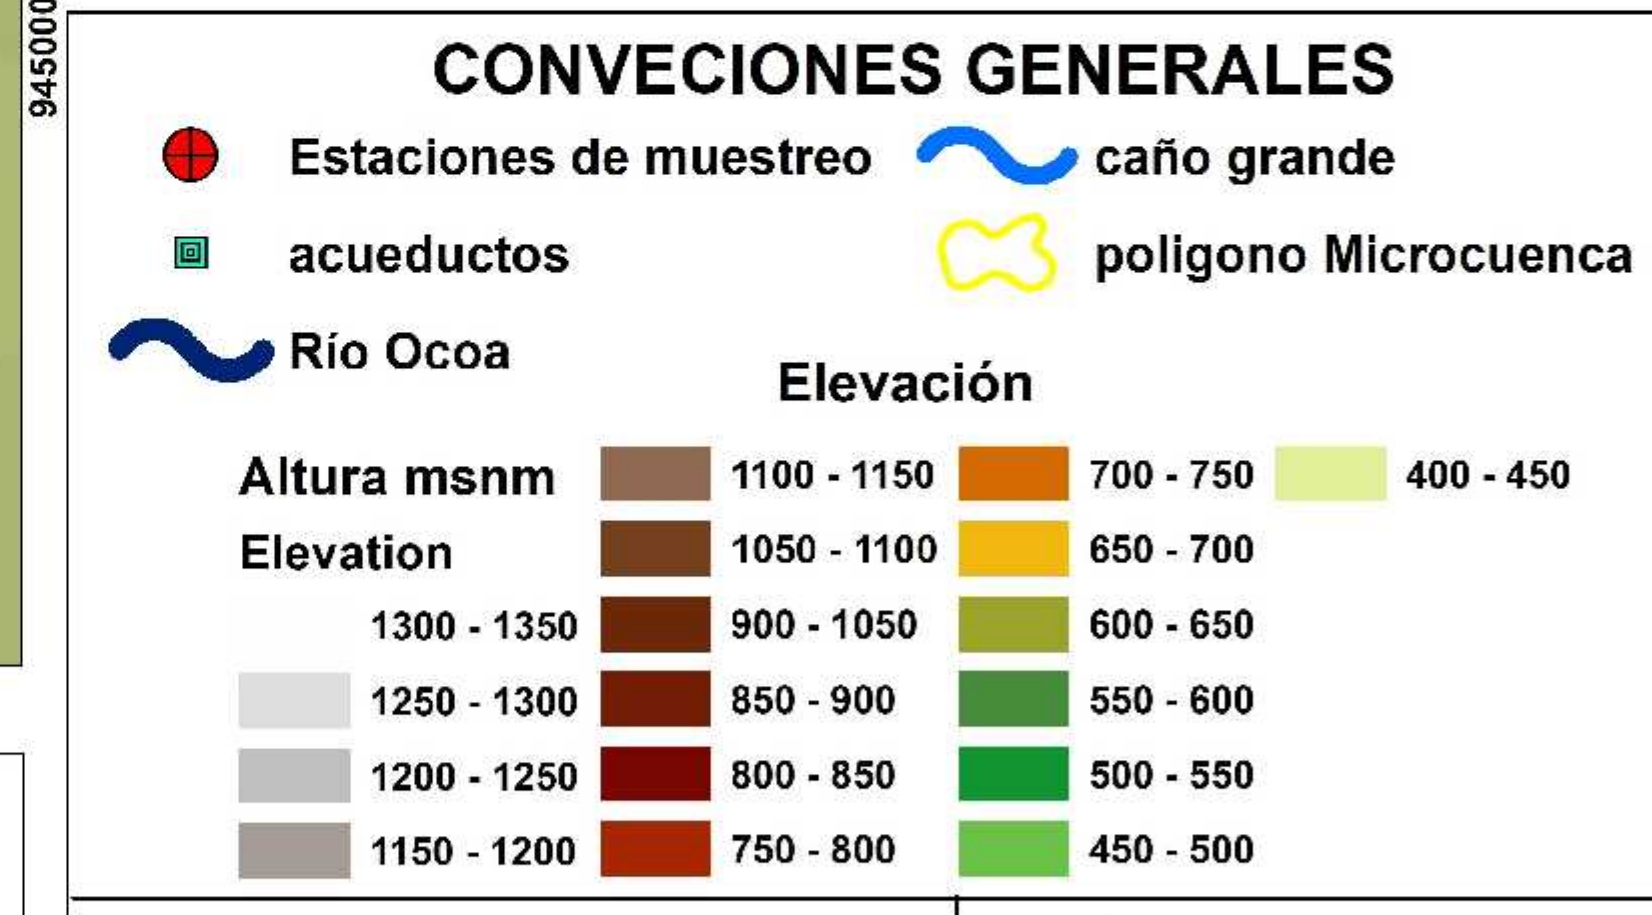 945000
CONVECIONES GENERALES
Estaciones de muestreo
caño grande
acueductos
poligono Microcuenca
Río Ocoa
Elevación
Altura msnm
Elevation
1300 - 1350
1250 - 1300
1200 - 1250
1150 - 1200
1100 - 1150
1050 - 1100
900 - 1050
850 - 900
800 - 850
750 - 800
700 - 750
650 - 700
600 - 650
550 - 600
500 - 550
450 - 500
400 - 450